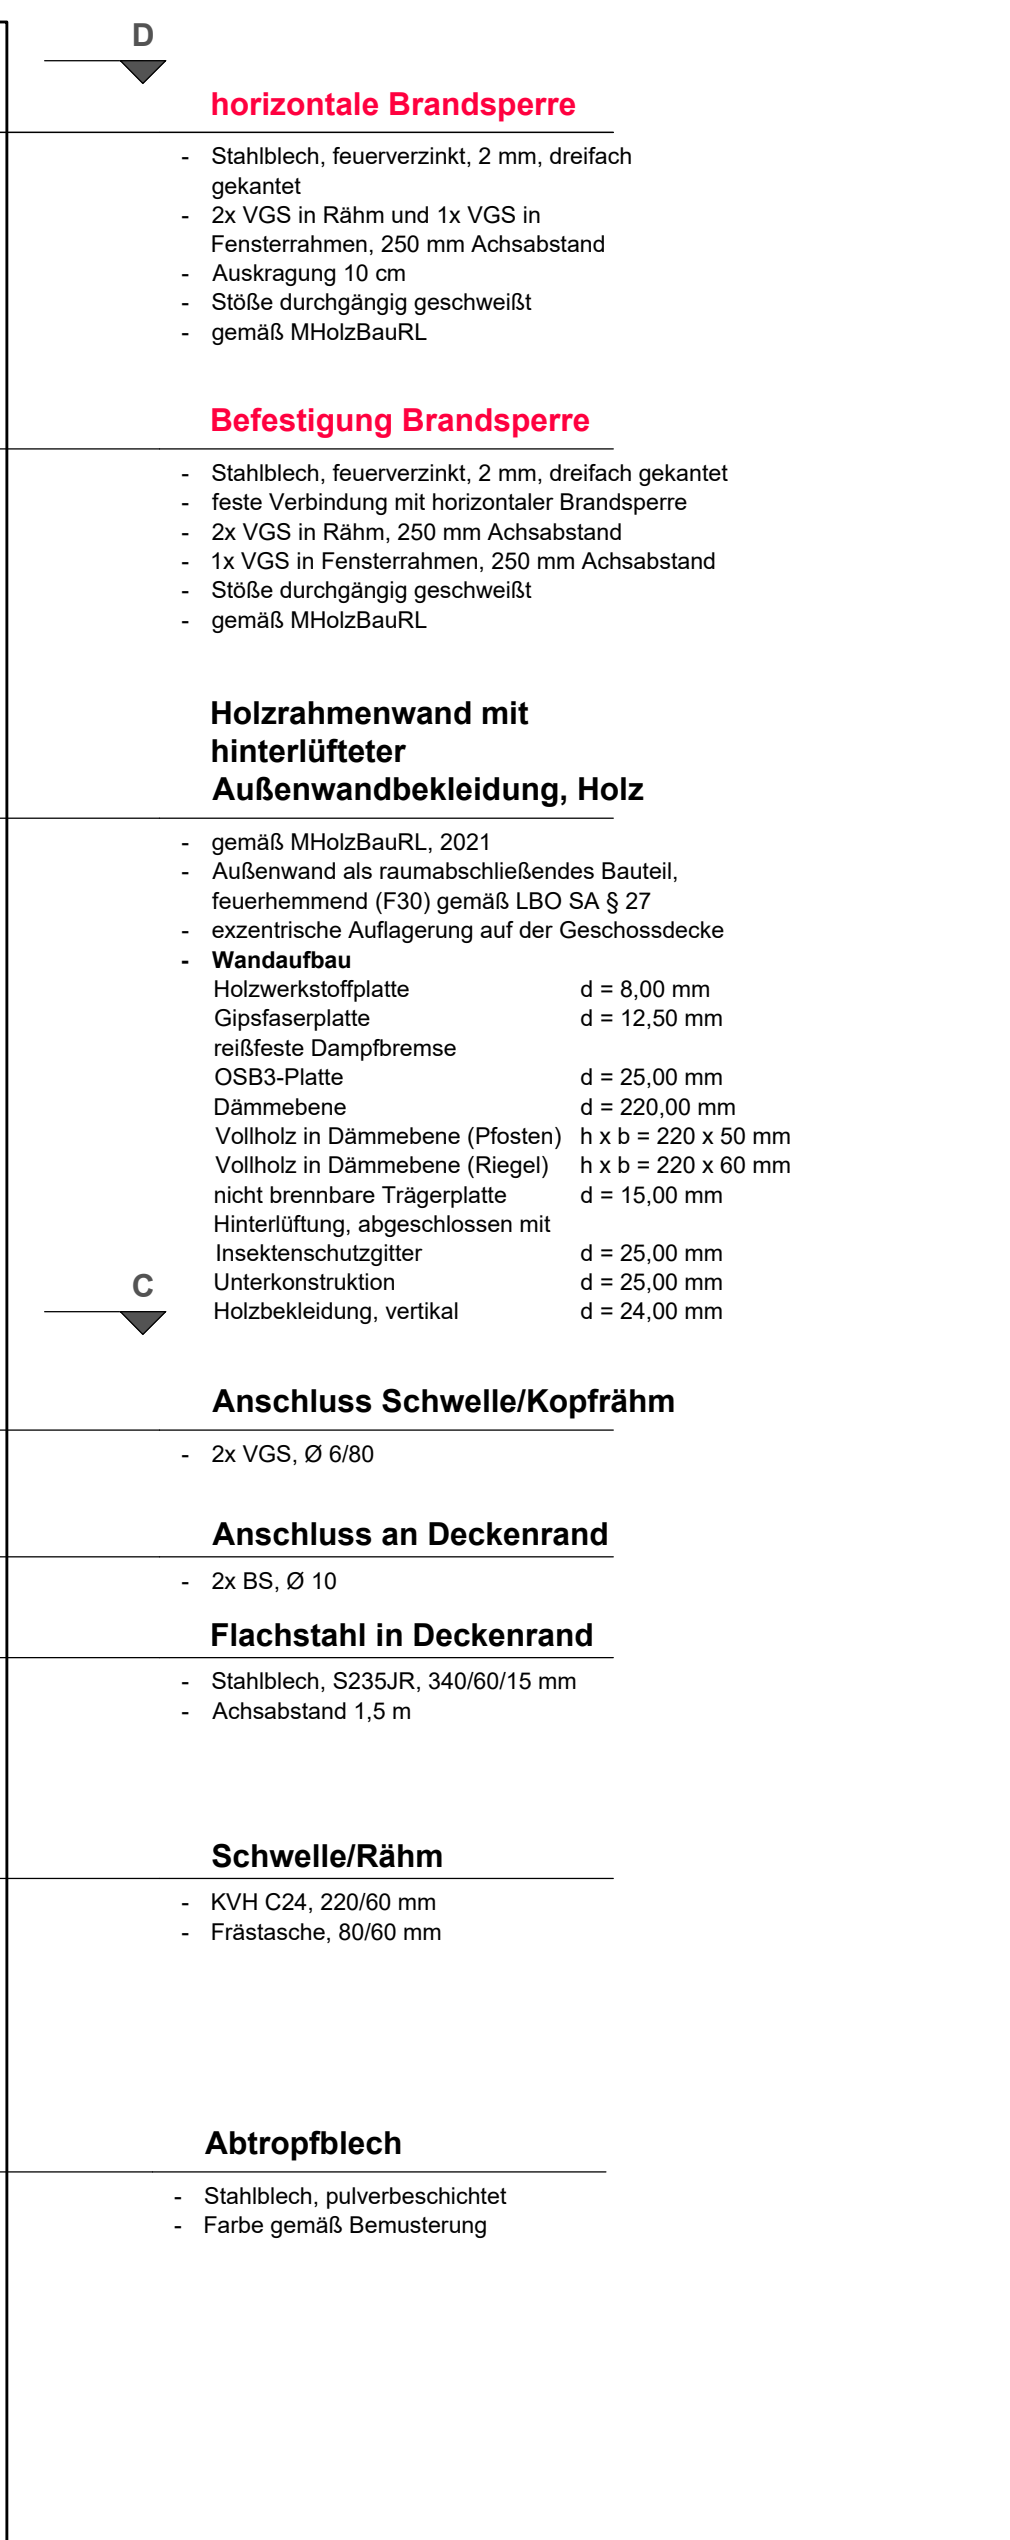 D
horizontale Brandsperre
- Stahlblech, feuerverzinkt, 2 mm, dreifach
gekantet
- 2x VGS in Rähm und 1x VGS in
Fensterrahmen, 250 mm Achsabstand
- Auskragung 10 cm
- Stöße durchgängig geschweißt
- gemäß MHolzBauRL
Befestigung Brandsperre
- Stahlblech, feuerverzinkt, 2 mm, dreifach gekantet
- feste Verbindung mit horizontaler Brandsperre
- 2x VGS in Rähm, 250 mm Achsabstand
- 1x VGS in Fensterrahmen, 250 mm Achsabstand
- Stöße durchgängig geschweißt
- gemäß MHolzBauRL
Holzrahmenwand mit
hinterlüfteter
Außenwandbekleidung, Holz
- gemäß MHolzBauRL, 2021
- Außenwand als raumabschließendes Bauteil,
feuerhemmend (F30) gemäß LBO SA § 27
- exzentrische Auflagerung auf der Geschossdecke
- Wandaufbau
Holzwerkstoffplatte d = 8,00 mm
Gipsfaserplatte d = 12,50 mm
reißfeste Dampfbremse
OSB3-Platte d = 25,00 mm
Dämmebene d = 220,00 mm
Vollholz in Dämmebene (Pfosten) h x b = 220 x 50 mm
Vollholz in Dämmebene (Riegel) h x b = 220 x 60 mm
nicht brennbare Trägerplatte d = 15,00 mm
Hinterlüftung, abgeschlossen mit
Insektenschutzgitter d = 25,00 mm
Unterkonstruktion d = 25,00 mm
C
Holzbekleidung, vertikal d = 24,00 mm
Anschluss Schwelle/Kopfrähm
- 2x VGS, Ø 6/80
Anschluss an Deckenrand
- 2x BS, Ø 10
Flachstahl in Deckenrand
- Stahlblech, S235JR, 340/60/15 mm
- Achsabstand 1,5 m
Schwelle/Rähm
- KVH C24, 220/60 mm
- Frästasche, 80/60 mm
Abtropfblech
- Stahlblech, pulverbeschichtet
- Farbe gemäß Bemusterung